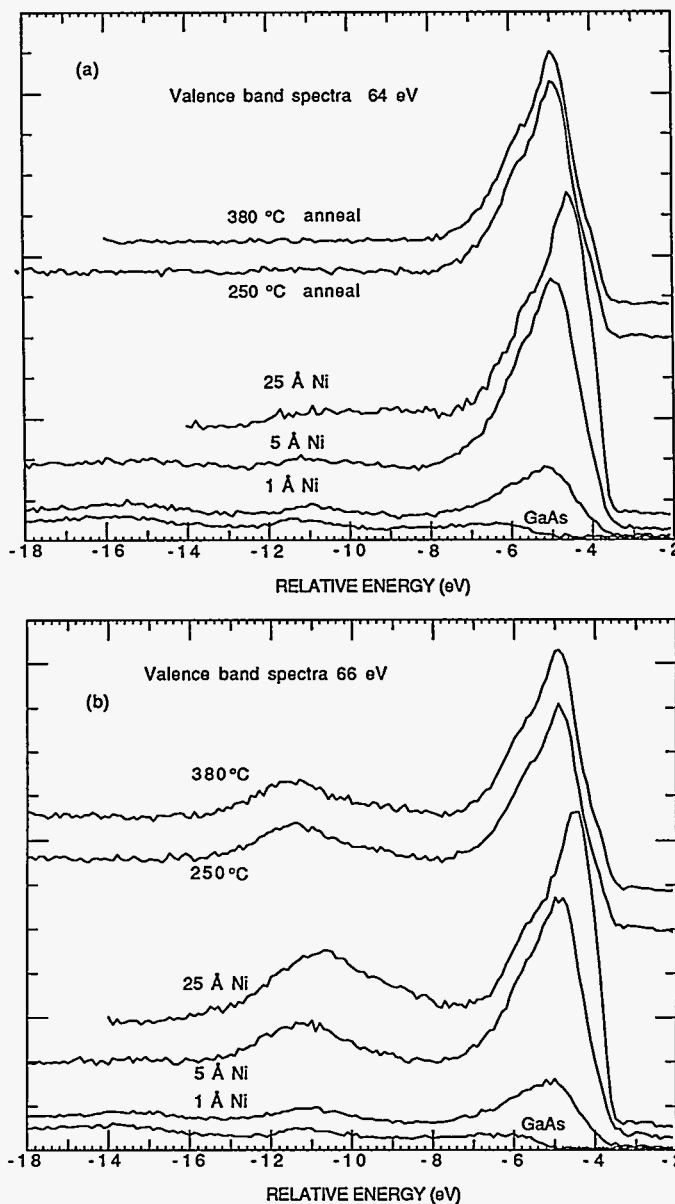 (a)
Valence band spectra 64 eV
380 °C anneal
250 °C anneal
25 Å Ni
5 Å Ni
1 Å Ni
GaAs
-18 -16 -14 -12 -10 -8 -6 -4 -2
RELATIVE ENERGY (eV)
Valence band spectra 66 eV
(b)
380°C
250°C
25 Å Ni
5 Å Ni
1 Å Ni
GaAs
-18 -16 -14 -12 -10 -8 -6 -4 -2
RELATIVE ENERGY (eV)